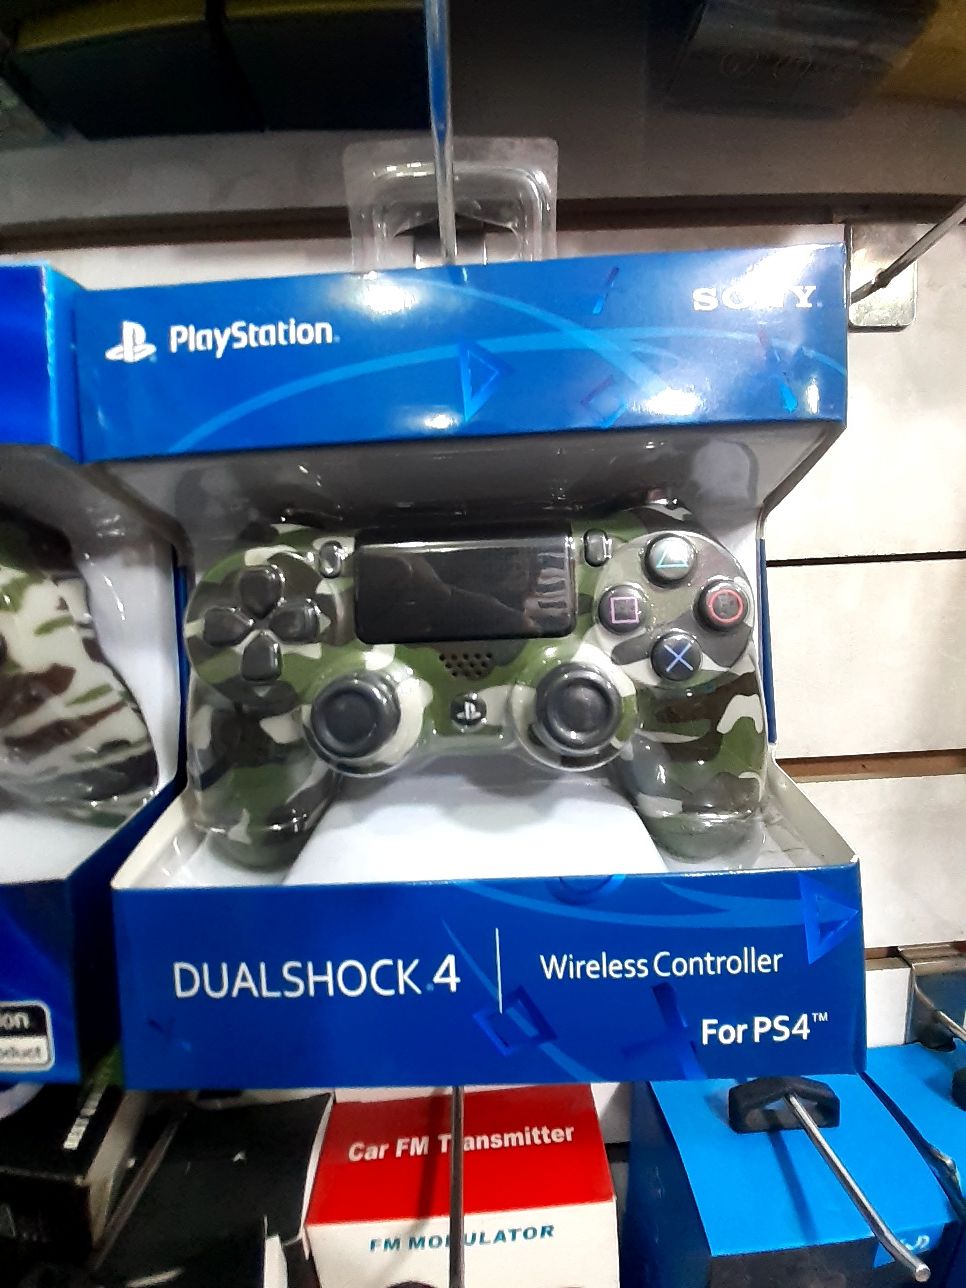 SONY
PlayStation
DUALSHOCK 4
Wireless Controller
For PS4™
Car FM Transmitter
FM MODULATOR